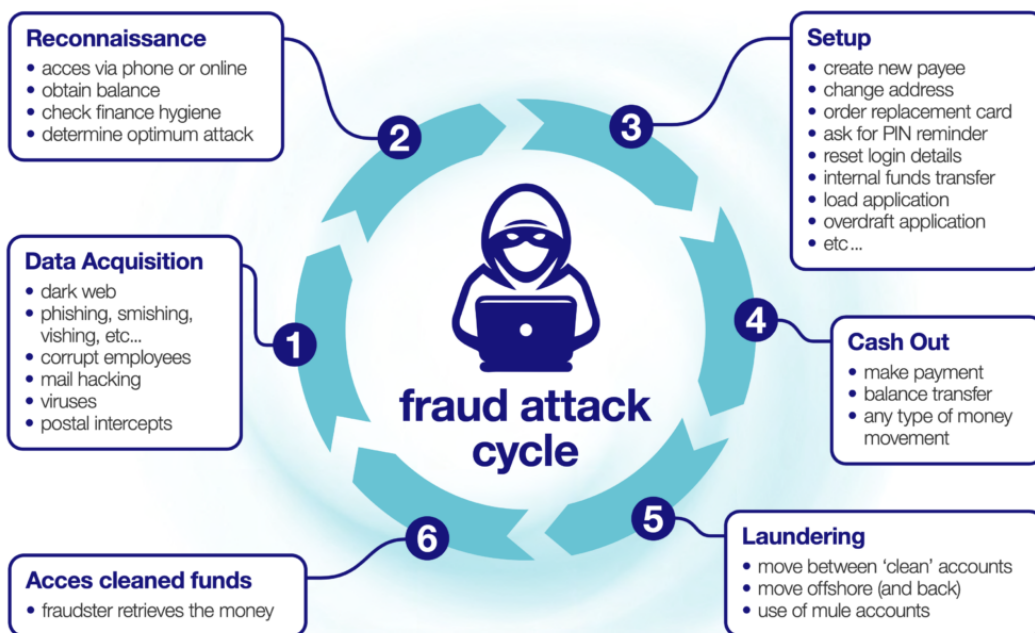 Reconnaissance
• acces via phone or online
• obtain balance
• check finance hygiene
• determine optimum attack
2
3
Setup
• create new payee
• change address
• order replacement card
• ask for PIN reminder
• reset login details
• internal funds transfer
• load application
• overdraft application
• etc...
Data Acquisition
• dark web
• phishing, smishing,
vishing, etc...
• corrupt employees
• mail hacking
• viruses
• postal intercepts
1
fraud attack
cycle
4
Cash Out
• make payment
• balance transfer
• any type of money
movement
6
Acces cleaned funds
• fraudster retrieves the money
5
Laundering
• move between ‘clean’ accounts
• move offshore (and back)
• use of mule accounts